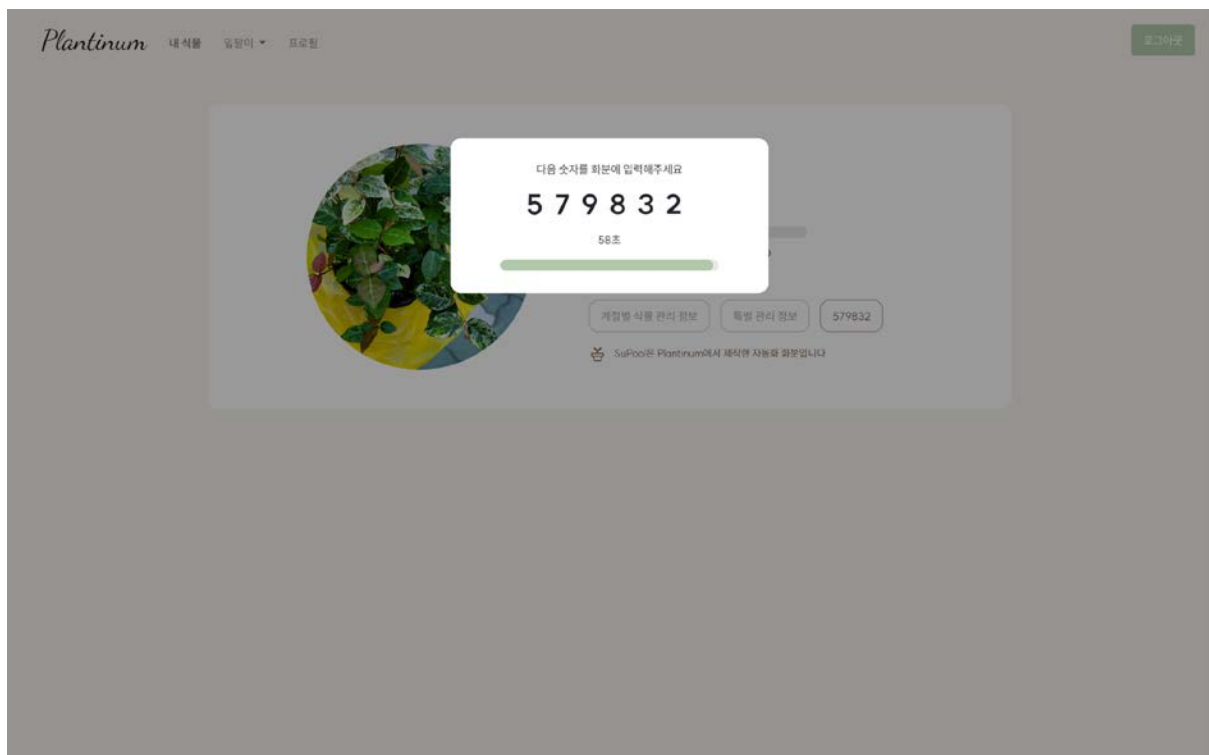 Plantinum 내 식물 잎팔이 프로필 로그아웃
다음 숫자를 화분에 입력해주세요
5 7 9 8 3 2
58초
계절별 식물 관리 정보 특별 관리 정보 579832
SuPool은 Plantinum에서 제작한 자동화 화분입니다